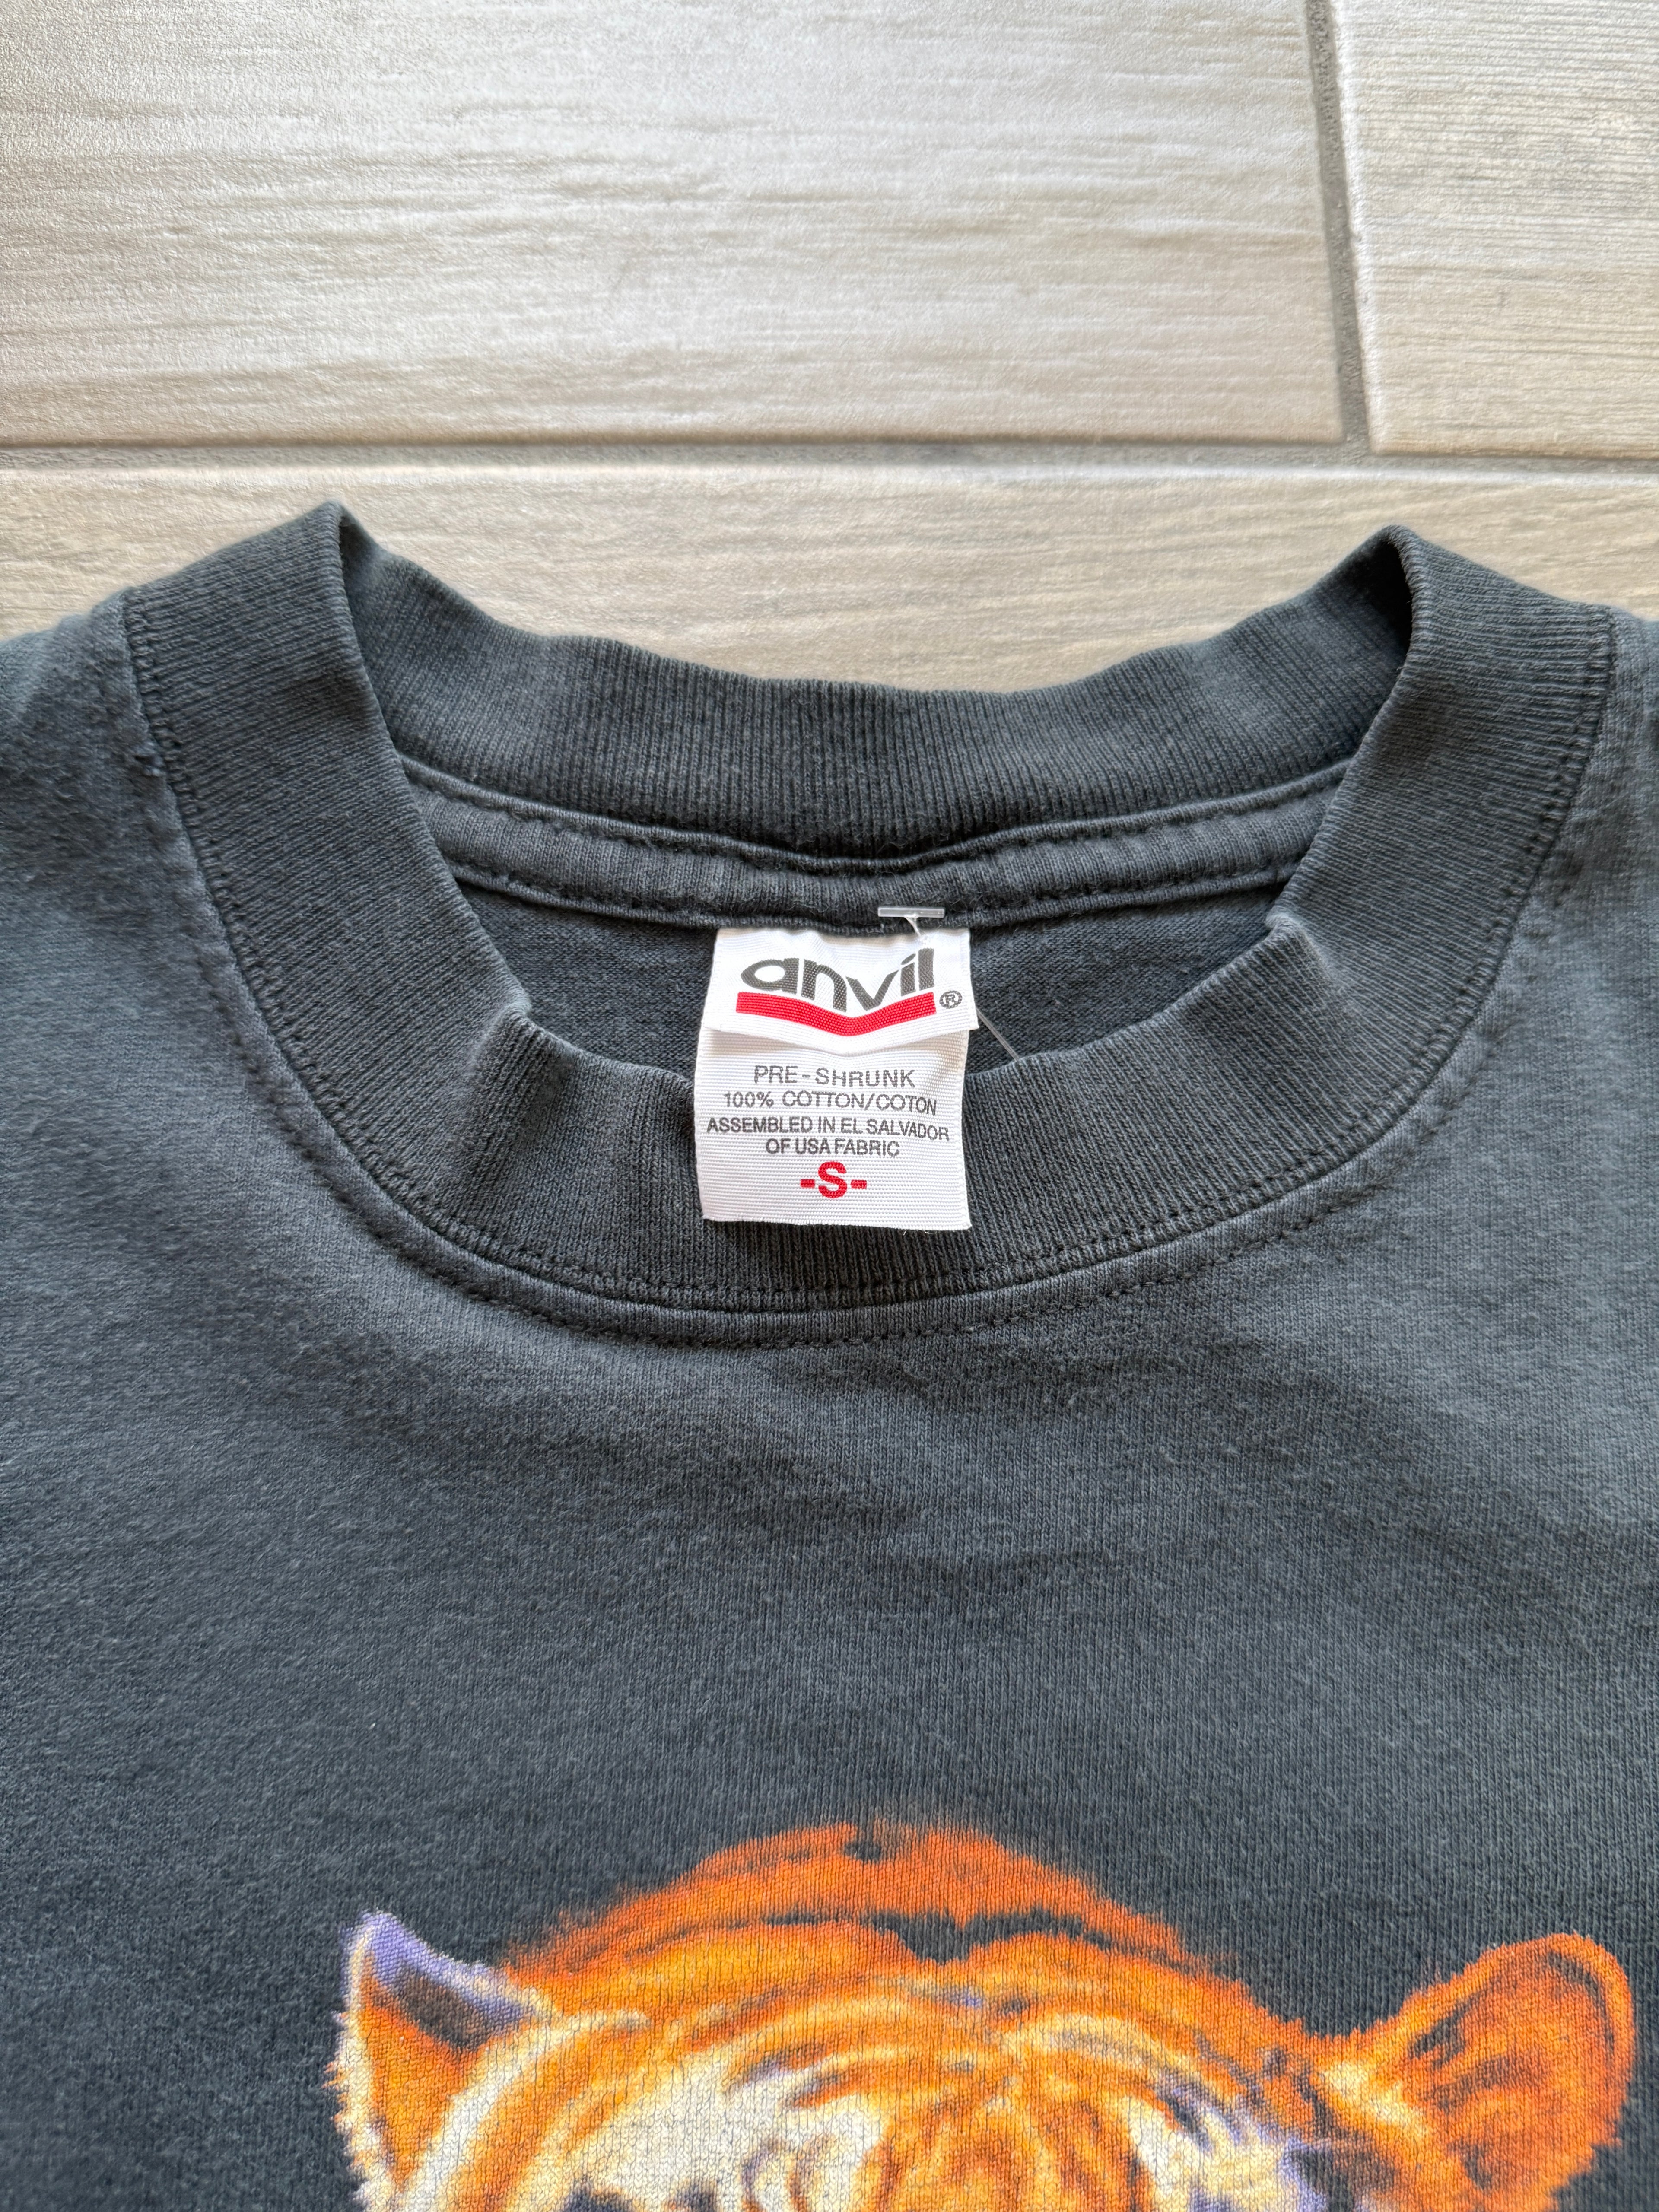 anvil®
PRE-SHRUNK
100% COTTON/COTON
ASSEMBLED IN EL SALVADOR
OF USA FABRIC
-S-